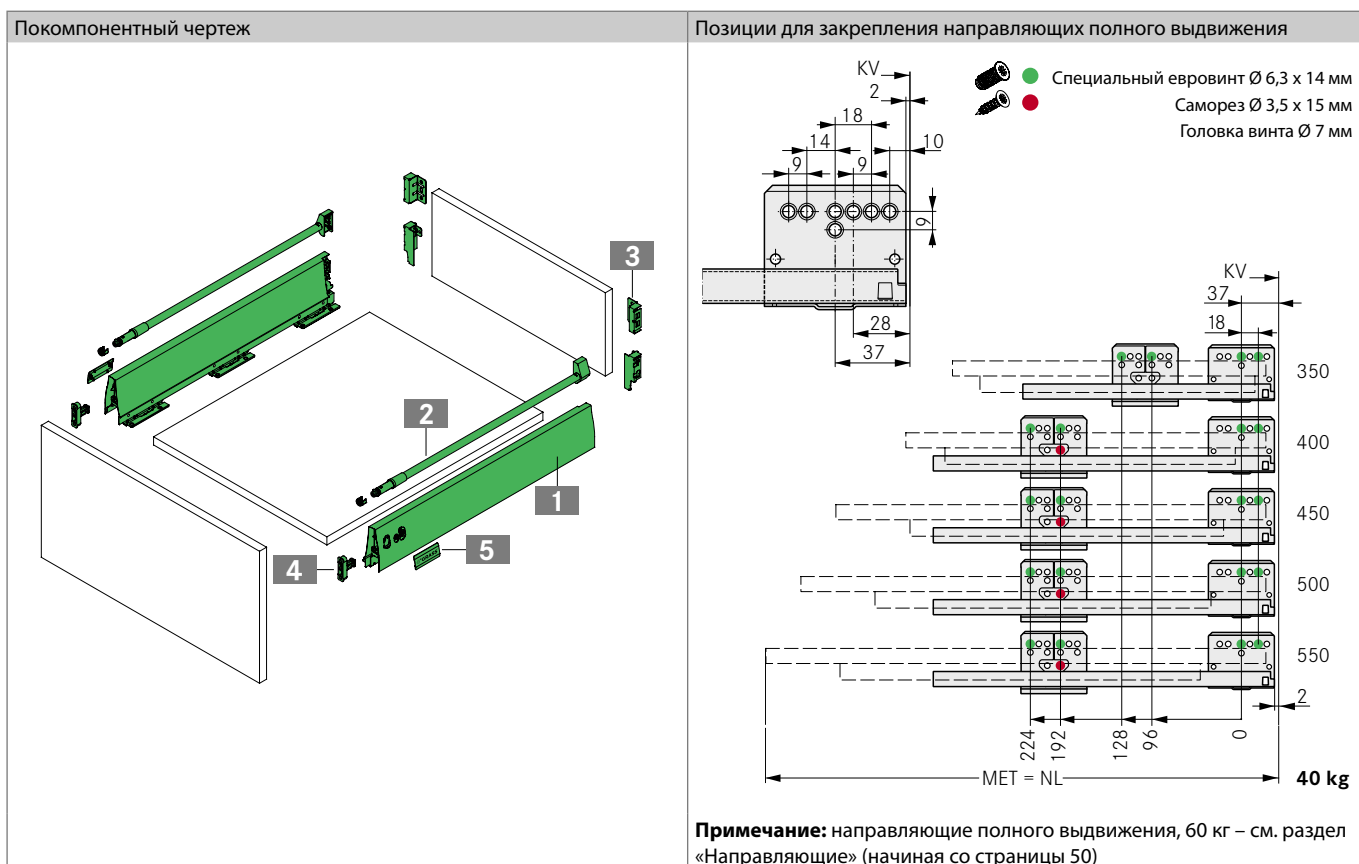 Покомпонентный чертеж
3
2
1
5
4
Позиции для закрепления направляющих полного выдвижения
Специальный евровинт Ø 6,3 x 14 мм
Саморез Ø 3,5 x 15 мм
Головка винта Ø 7 мм
KV
2
18
14
10
9
9
9
28
37
KV
37
18
350
400
450
500
550
2
224
192
128
96
0
MET = NL
40 kg
Примечание: направляющие полного выдвижения, 60 кг – см. раздел
«Направляющие» (начиная со страницы 50)